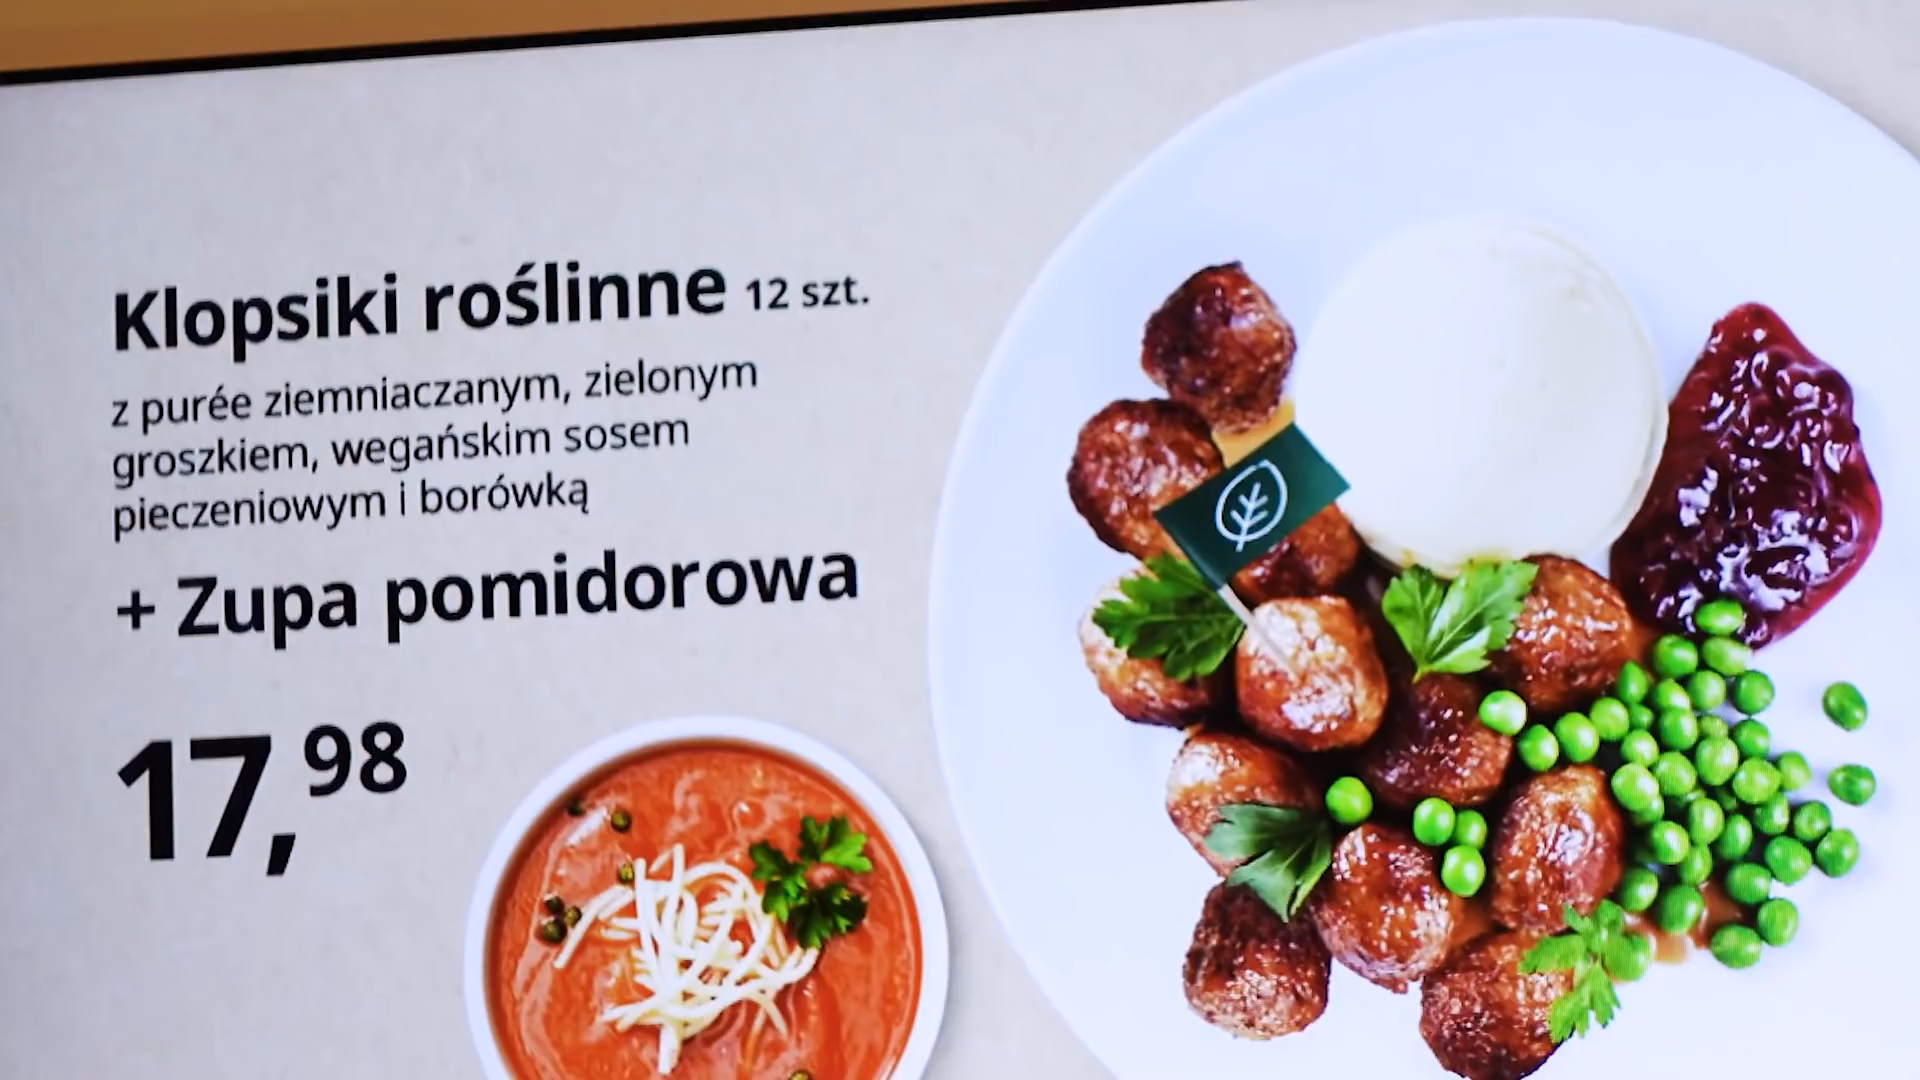 Klopsiki roślinne 12 szt.
z purée ziemniaczanym, zielonym
groszkiem, wegańskim sosem
pieczeniowym i borówką
+ Zupa pomidorowa
17,98